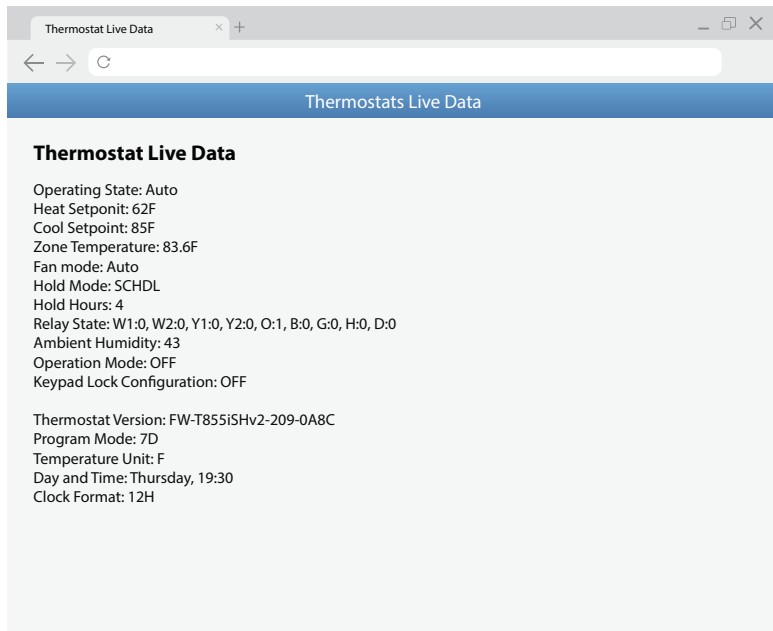 Thermostat Live Data
Thermostats Live Data
Thermostat Live Data
Operating State: Auto
Heat Setponit: 62F
Cool Setpoint: 85F
Zone Temperature: 83.6F
Fan mode: Auto
Hold Mode: SCHDL
Hold Hours: 4
Relay State: W1:0, W2:0, Y1:0, Y2:0, O:1, B:0, G:0, H:0, D:0
Ambient Humidity: 43
Operation Mode: OFF
Keypad Lock Configuration: OFF
Thermostat Version: FW-T855iSHv2-209-0A8C
Program Mode: 7D
Temperature Unit: F
Day and Time: Thursday, 19:30
Clock Format: 12H